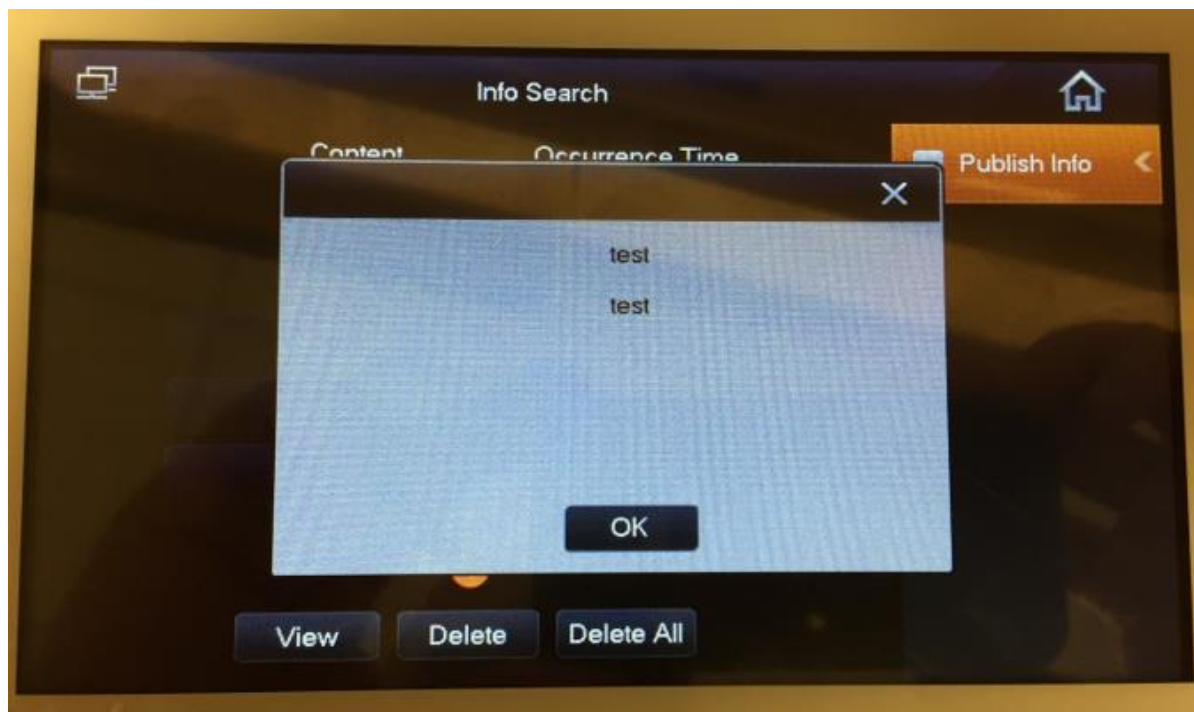 Info Search
Content Occurrence Time
Publish Info
test
test
OK
View Delete Delete All